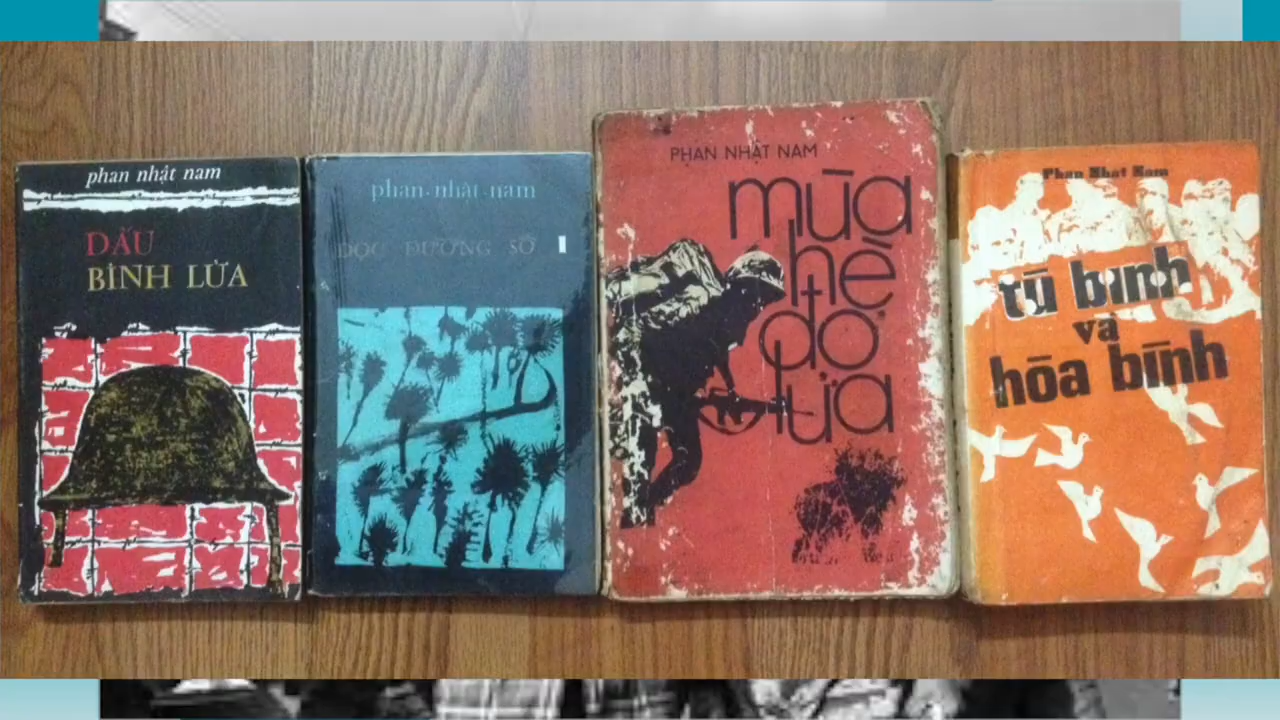 phan nhật nam
DẤU
BINH LỬA
phan-nhật-nam
DỌC ĐƯỜNG SỐ 1
PHAN NHẬT NAM
mùa
hè
đỏ
lửa
Phan Nhật Nam
tù binh
và
hòa bình